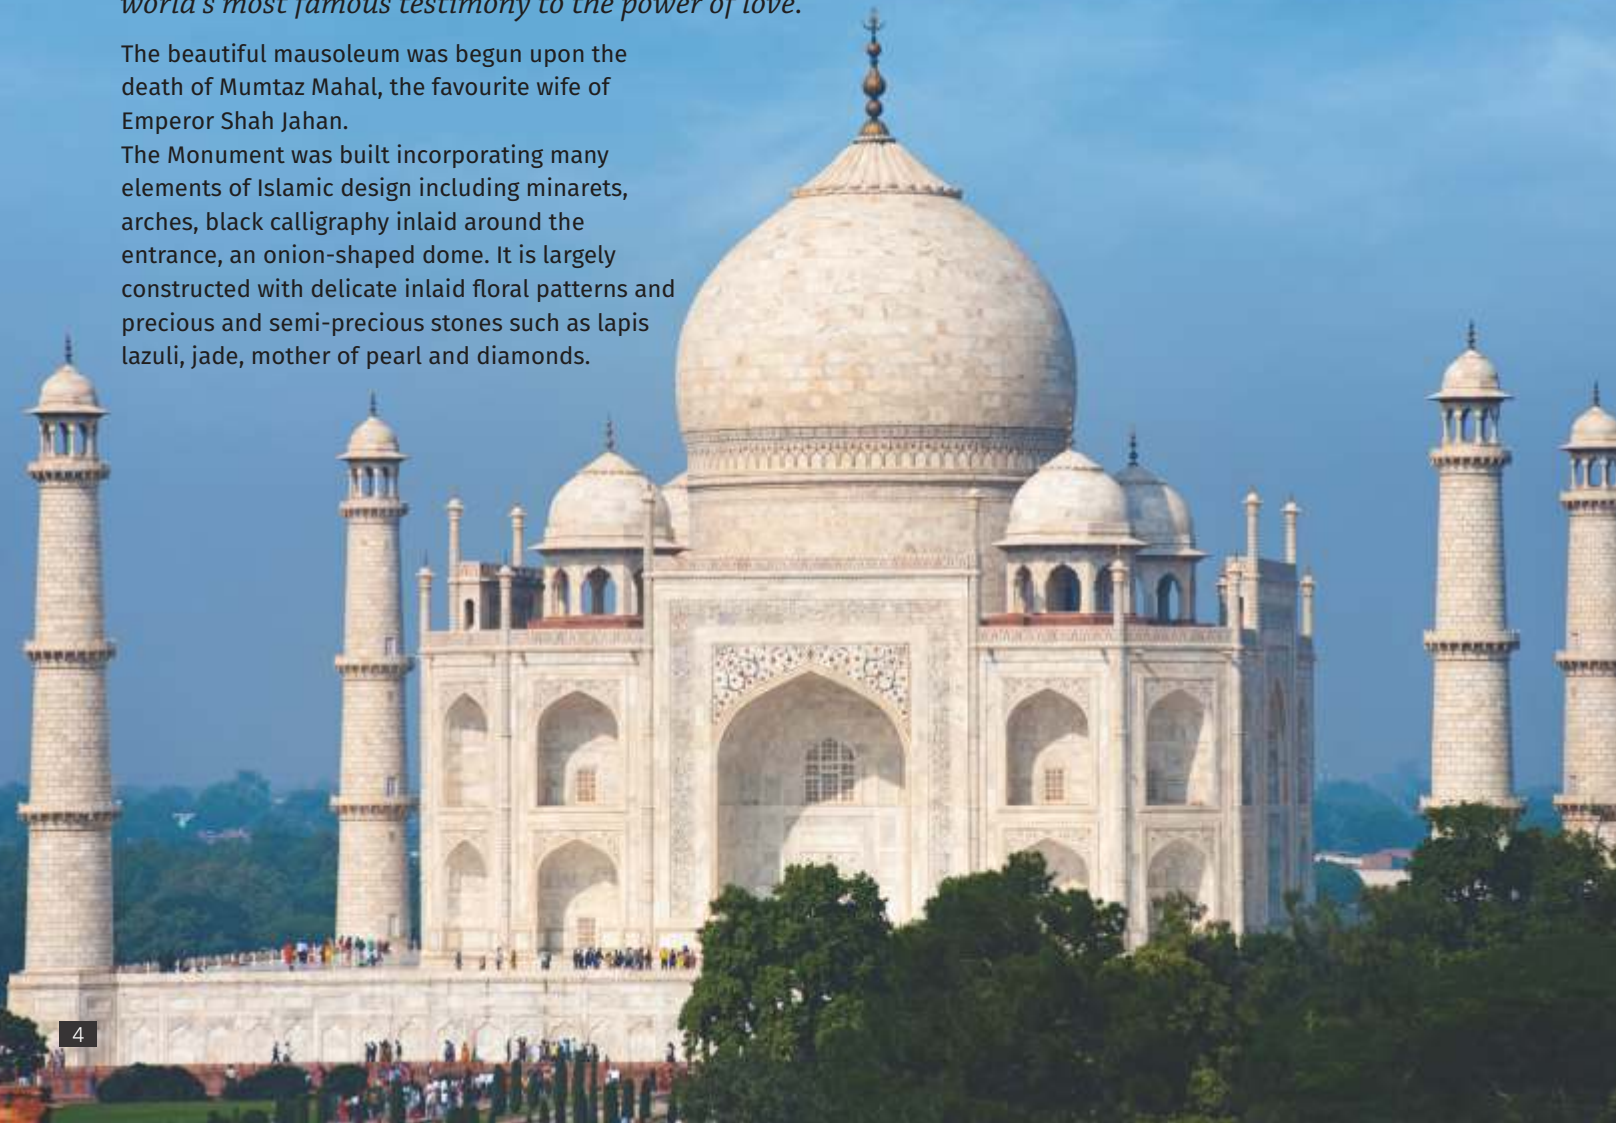 world's most famous testimony to the power of love.
The beautiful mausoleum was begun upon the
death of Mumtaz Mahal, the favourite wife of
Emperor Shah Jahan.
The Monument was built incorporating many
elements of Islamic design including minarets,
arches, black calligraphy inlaid around the
entrance, an onion-shaped dome. It is largely
constructed with delicate inlaid floral patterns and
precious and semi-precious stones such as lapis
lazuli, jade, mother of pearl and diamonds.
4